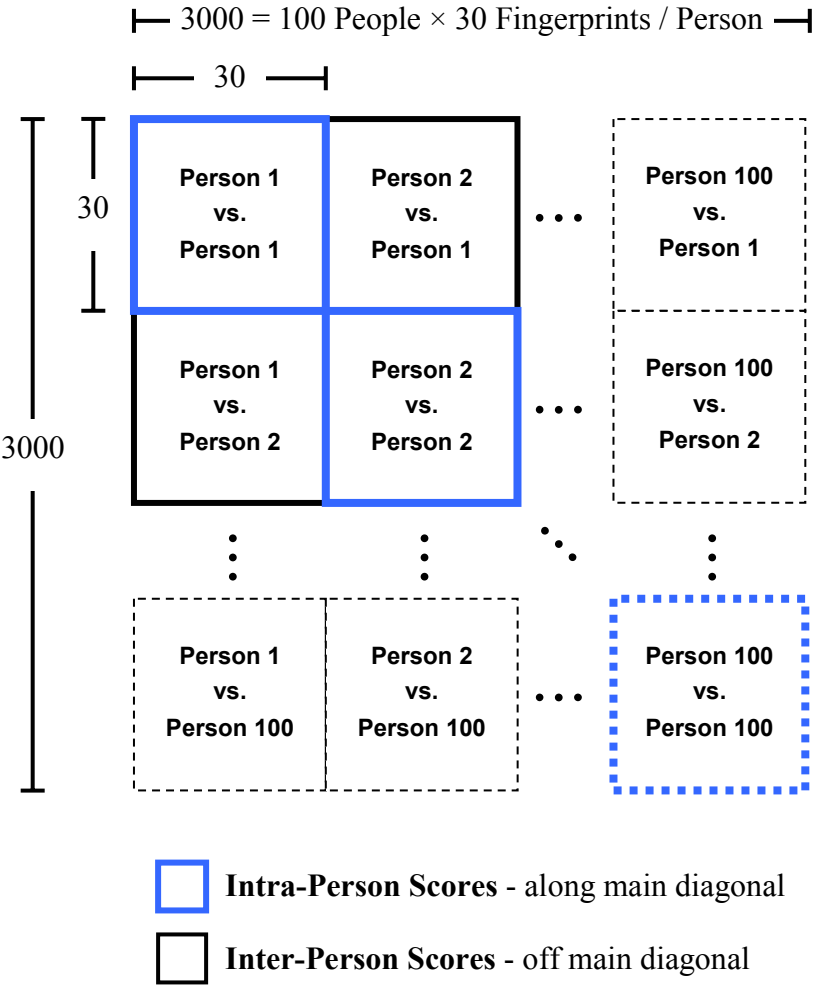 3000 = 100 People × 30 Fingerprints / Person
30
Person 1
vs.
Person 1
Person 2
vs.
Person 1
...
Person 100
vs.
Person 1
30
Person 1
vs.
Person 2
Person 2
vs.
Person 2
...
Person 100
vs.
Person 2
3000
Person 1
vs.
Person 100
Person 2
vs.
Person 100
...
Person 100
vs.
Person 100
Intra-Person Scores - along main diagonal
Inter-Person Scores - off main diagonal